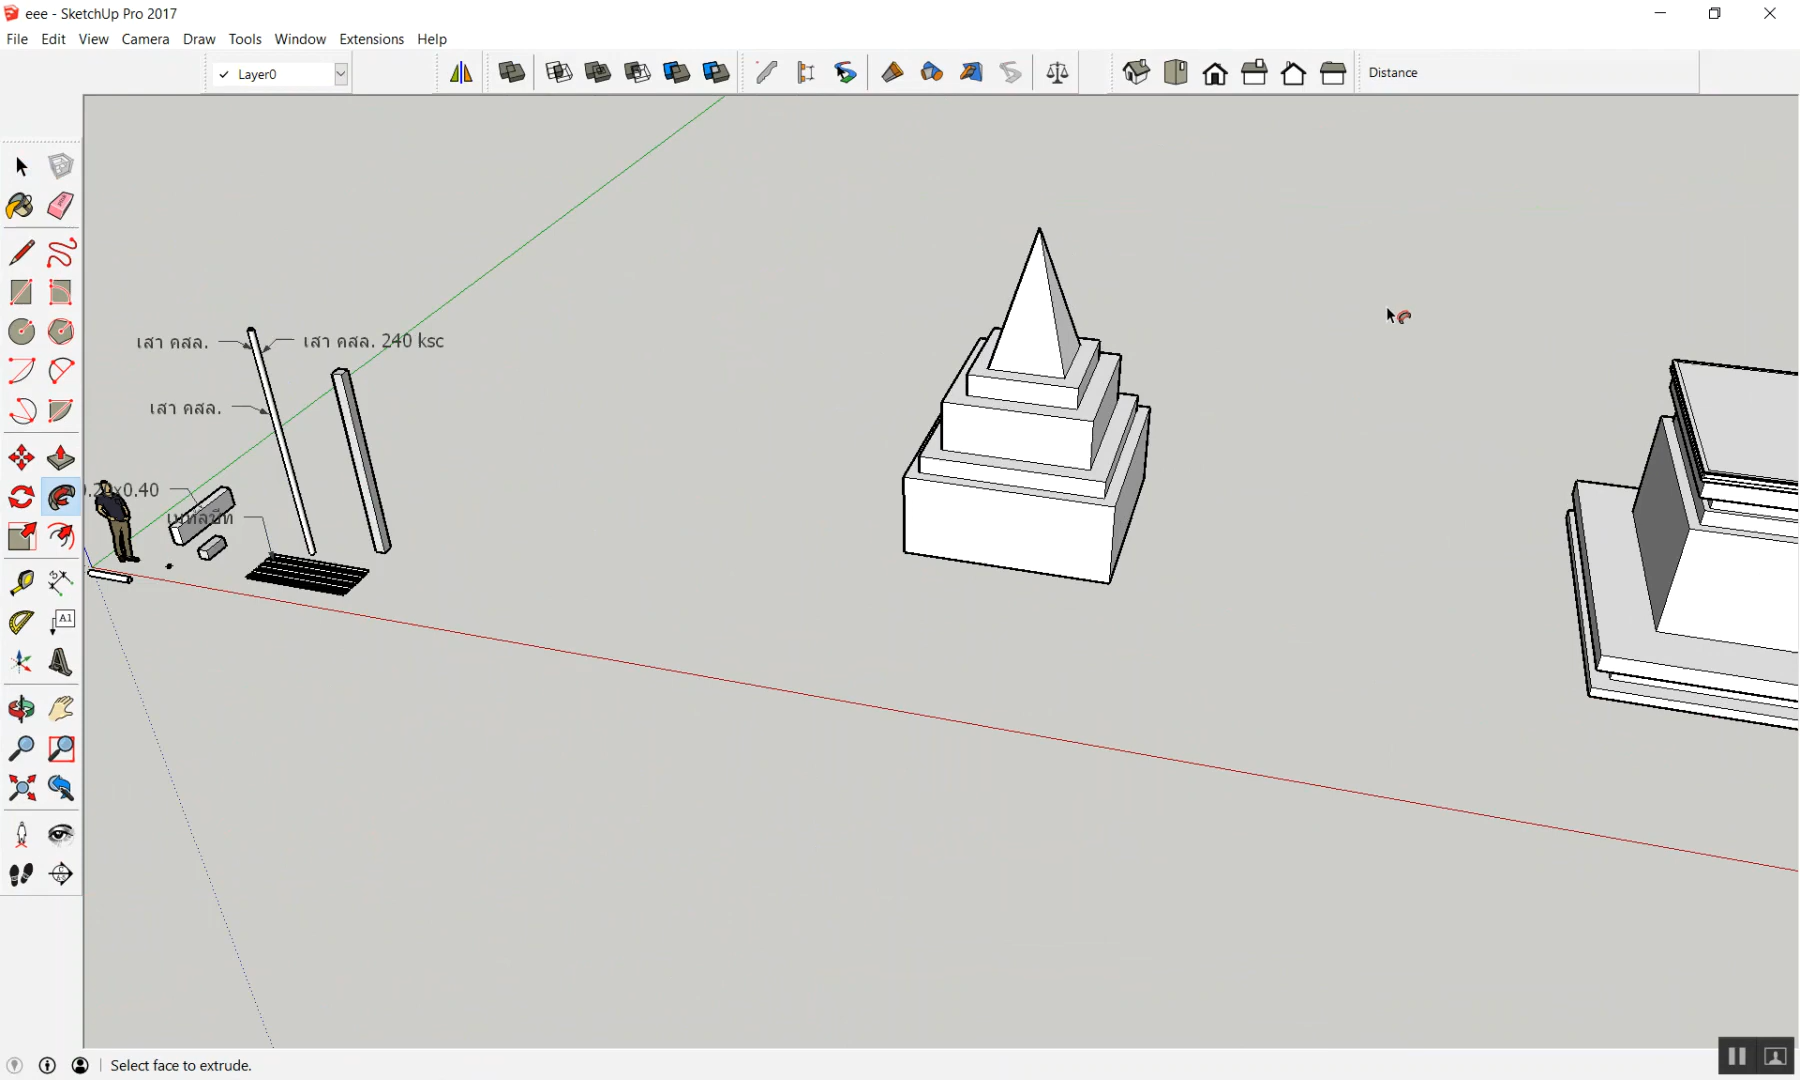 eee - SketchUp Pro 2017
File Edit View Camera Draw Tools Window Extensions Help
Layer0
Distance
เสา คสล.
เสา คสล. 240 ksc
เสา คสล.
x0.40
A1
Select face to extrude.